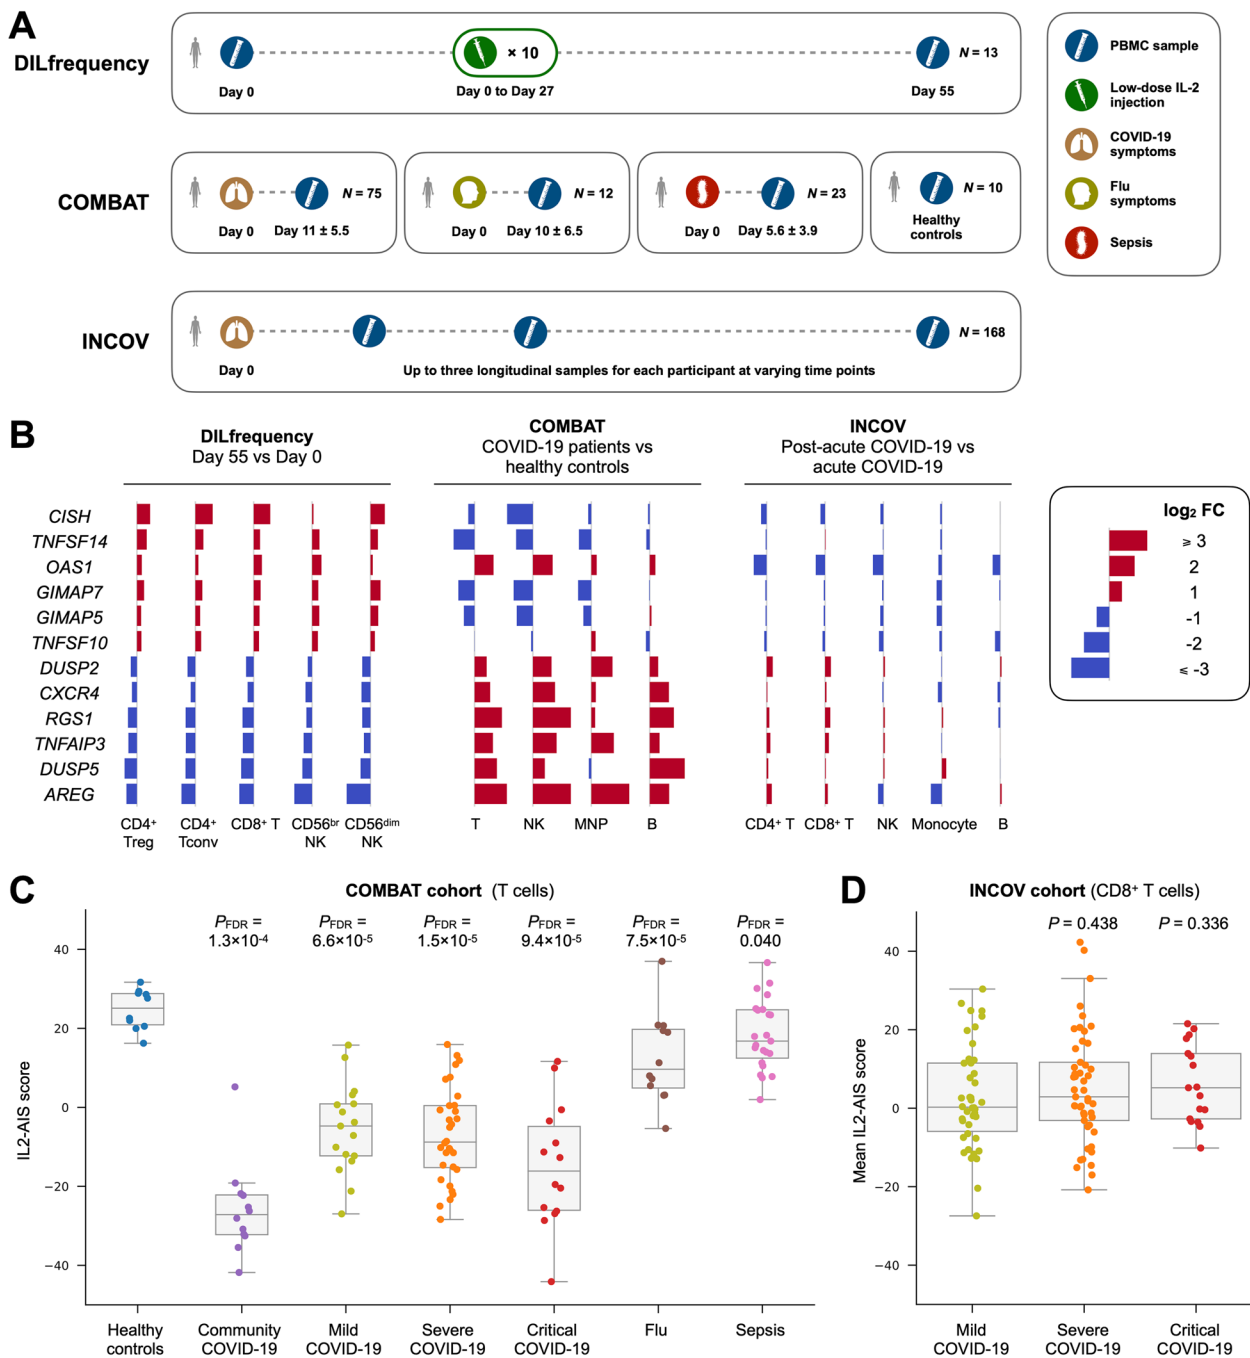 A
DILfrequency
Day 0
× 10
Day 0 to Day 27
Day 55
N = 13
PBMC sample
Low-dose IL-2
injection
COVID-19
symptoms
Flu
symptoms
Sepsis
COMBAT
Day 0
Day 11 ± 5.5
N = 75
Day 0
Day 10 ± 6.5
N = 12
Day 0
Day 5.6 ± 3.9
N = 23
N = 10
Healthy
controls
INCOV
Day 0
Up to three longitudinal samples for each participant at varying time points
N = 168
B
DILfrequency
Day 55 vs Day 0
COMBAT
COVID-19 patients vs
healthy controls
INCOV
Post-acute COVID-19 vs
acute COVID-19
CISH
TNFSF14
OAS1
GIMAP7
GIMAP5
TNFSF10
DUSP2
CXCR4
RGS1
TNFAIP3
DUSP5
AREG
CD4⁺
Treg
CD4⁺
Tconv
CD8⁺ T
CD56ᵇʳ
NK
CD56ᵈⁱᵐ
NK
T
NK
MNP
B
CD4⁺ T
CD8⁺ T
NK
Monocyte
B
log₂ FC
⩾ 3
2
1
-1
-2
⩽ -3
C
COMBAT cohort (T cells)
IL2-AIS score
40
20
0
−20
−40
P_FDR =
1.3×10⁻⁴
P_FDR =
6.6×10⁻⁵
P_FDR =
1.5×10⁻⁵
P_FDR =
9.4×10⁻⁵
P_FDR =
7.5×10⁻⁵
P_FDR =
0.040
Healthy
controls
Community
COVID-19
Mild
COVID-19
Severe
COVID-19
Critical
COVID-19
Flu
Sepsis
D
INCOV cohort (CD8⁺ T cells)
Mean IL2-AIS score
40
20
0
−20
−40
P = 0.438
P = 0.336
Mild
COVID-19
Severe
COVID-19
Critical
COVID-19